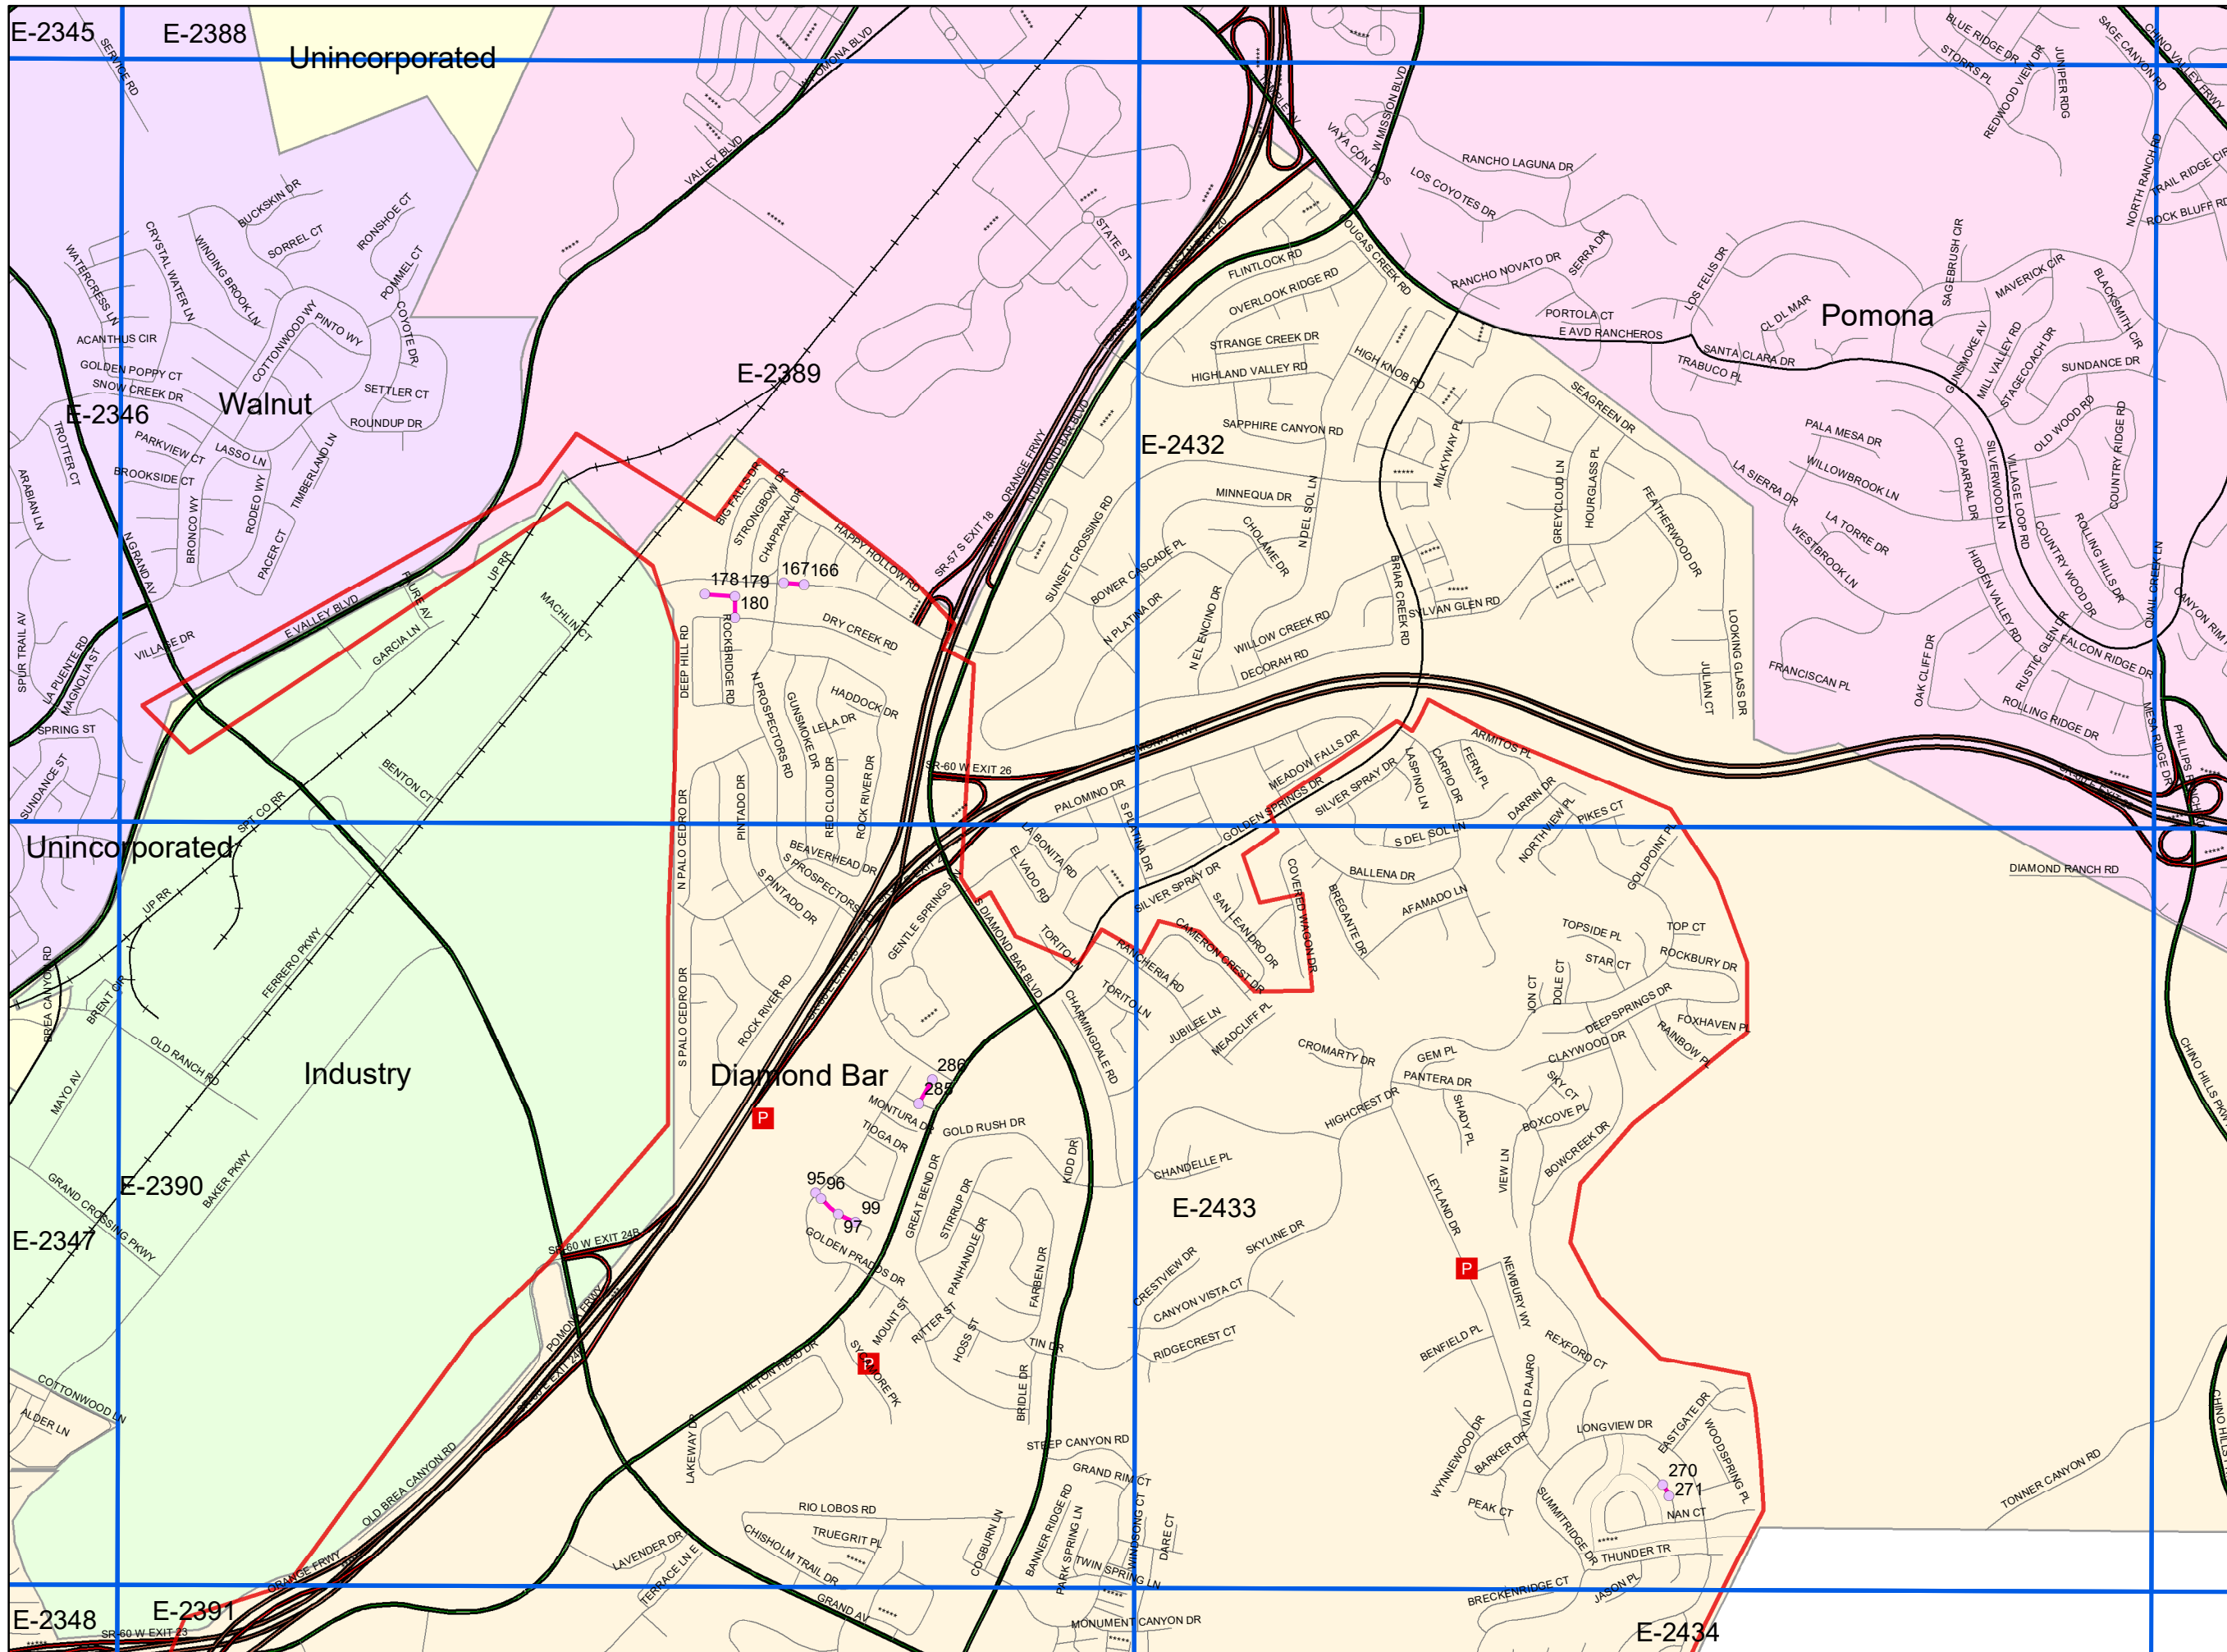 E-2345
E-2388
Unincorporated
SERVICE RD
W POMONA BLVD
VALLEY BLVD
TEMPLE AV
W MISSION BLVD
VAYA CON DIOS
RANCHO LAGUNA DR
LOS COYOTES DR
BLUE RIDGE DR
STORRS PL
REDWOOD VIEW DR
JUNIPER RDG
SAGE CANYON RD
CHINO VALLEY FRWY
NORTH RANCH RD
TRAIL RIDGE CIR
ROCK BLUFF RD
BUCKSKIN DR
IRONSHOE CT
SORREL CT
CRYSTAL WATER LN
WINDING BROOK LN
WATERCRESS LN
POMMEL CT
COYOTE DR
COTTONWOOD WY
PINTO WY
ACANTHUS CIR
GOLDEN POPPY CT
SNOW CREEK DR
SETTLER CT
ROUNDUP DR
Walnut
E-2346
E-2389
STATE ST
FLINTLOCK RD
OVERLOOK RIDGE RD
COUGAS CREEK RD
RANCHO NOVATO DR
SERRA DR
LOS FELIS DR
PORTOLA CT
E AVD RANCHEROS
CL DL MAR
SANTA CLARA DR
TRABUCO PL
Pomona
SAGEBRUSH CIR
MAVERICK CIR
BLACKSMITH CIR
GUNSMOKE AV
MILL VALLEY RD
STAGECOACH DR
SUNDANCE DR
OLD WOOD RD
COUNTRY RIDGE RD
STRANGE CREEK DR
HIGHLAND VALLEY RD
HIGH KNOB RD
SAPPHIRE CANYON RD
E-2432
MILKYWAY PL
SEAGREEN DR
GREYCLOUD LN
HOURGLASS PL
FEATHERWOOD DR
PALA MESA DR
WILLOWBROOK LN
LA SIERRA DR
LA TORRE DR
WESTBROOK LN
CHAPARRAL DR
SILVERWOOD LN
VILLAGE LOOP RD
COUNTRY WOOD DR
ROLLING HILLS DR
HIDDEN VALLEY RD
QUAIL CREEK LN
TROTTER CT
ARABIAN LN
PARKVIEW CT
BROOKSIDE CT
LASSO LN
TIMBERLAND LN
BRONCO WY
RODEO WY
PACER CT
N GRAND AV
UP RR
MACHLIN CT
BIG FALLS DR
STRONGBOW DR
CHAPPARAL DR
HAPPY HOLLOW RD
167 166
178 179
180
SR-57 S EXIT 18
ORANGE FRWY
N DIAMOND BAR BLVD
SUNSET CROSSING RD
MINNEQUA DR
CHOLAME DR
N DEL SOL LN
BOWER CASCADE PL
N PLATINA DR
N EL ENCINO DR
WILLOW CREEK RD
DECORAH RD
BRIAR CREEK RD
SYLVAN GLEN RD
LOOKING GLASS DR
JULIAN CT
FRANCISCAN PL
OAK CLIFF DR
RUSTIC GLEN DR
FALCON RIDGE DR
ROLLING RIDGE DR
MESA RIDGE DR
SPUR TRAIL AV
LA PUENTE RD
MAGNOLIA ST
VILLAGE DR
E VALLEY BLVD
GARCIA LN
SPRING ST
SUNDANCE ST
BENTON CT
SPT CO RR
DEEP HILL RD
ROCKBRIDGE RD
DRY CREEK RD
N PROSPECTORS RD
GUNSMOKE DR
HADDOCK DR
LELA DR
RED CLOUD DR
ROCK RIVER DR
PINTADO DR
N PALO CEDRO DR
BEAVERHEAD DR
S PROSPECTORS RD
S PINTADO DR
SR-60 W EXIT 26
POMONA FRWY
PALOMINO DR
S PLATINA DR
LA BONITA RD
EL VADO RD
MEADOW FALLS DR
GOLDEN SPRINGS DR
SILVER SPRAY DR
LASPINO LN
CARPIO DR
FERN PL
ARMITOS PL
DARRIN DR
NORTHVIEW PL
PIKES CT
S DEL SOL LN
GOLDPOINT PL
BALLENA DR
AFAMADO LN
BREGANTE DR
COVERED WAGON DR
SAN LEANDRO DR
SILVER SPRAY DR
CAMERON CREST DR
RANCHERIA RD
TORITO LN
TORITO LN
GENTLE SPRINGS LN
S DIAMOND BAR BLVD
DIAMOND RANCH RD
Unincorporated
UP RR
BREA CANYON RD
BRENT CIR
FERRERO PKWY
OLD RANCH RD
MAYO AV
Industry
S PALO CEDRO DR
ROCK RIVER RD
Diamond Bar
CHARMINGDALE RD
JUBILEE LN
MEADCLIFF PL
CROMARTY DR
GEM PL
PANTERA DR
TOPSIDE PL
TOP CT
STAR CT
ROCKBURY DR
JON CT
DOLE CT
DEEPSPRINGS DR
FOXHAVEN PL
RAINBOW PL
CLAYWOOD DR
SKY CT
BOXCOVE PL
BOWCREEK DR
SHADY PL
HIGHCREST DR
CHINO HILLS PKWY
P
286
285
MONTURA DR
TIOGA DR
GOLD RUSH DR
KIDD DR
CHANDELLE PL
E-2433
LEYLAND DR
VIEW LN
E-2390
E-2347
BAKER PKWY
GRAND CROSSING PKWY
SR-60 W EXIT 24B
95 96
99
97
GOLDEN PRADOS DR
GREAT BEND DR
STIRRUP DR
PANHANDLE DR
FARBEN DR
SKYLINE DR
CRESTVIEW DR
CANYON VISTA CT
RIDGECREST CT
P
NEWBURY WY
BENFIELD PL
REXFORD CT
VIA D PAJARO
MOUNT ST
RITTER ST
HOSS ST
TIN DR
BRIDLE DR
HILTON HEAD DR
SYCAMORE PK
P
POMONA FRWY
COTTONWOOD LN
ALDER LN
OLD BREA CANYON RD
LAKEWAY DR
STEEP CANYON RD
GRAND RIM CT
WINDSONG CT
DARE CT
BANNER RIDGE RD
PARK SPRING LN
TWIN SPRING LN
WYNNEWOOD DR
BARKER DR
PEAK CT
LONGVIEW DR
EASTGATE DR
WOODSPRING PL
SUMMITRIDGE DR
270
271
NAN CT
THUNDER TR
JASON PL
BRECKENRIDGE CT
TONNER CANYON RD
RIO LOBOS RD
TRUEGRIT PL
CHISHOLM TRAIL DR
COGBURN LN
LAVENDER DR
TERRACE LN E
GRAND AV
MONUMENT CANYON DR
ORANGE FRWY
E-2348
E-2391
SR-60 W EXIT 23
E-2434